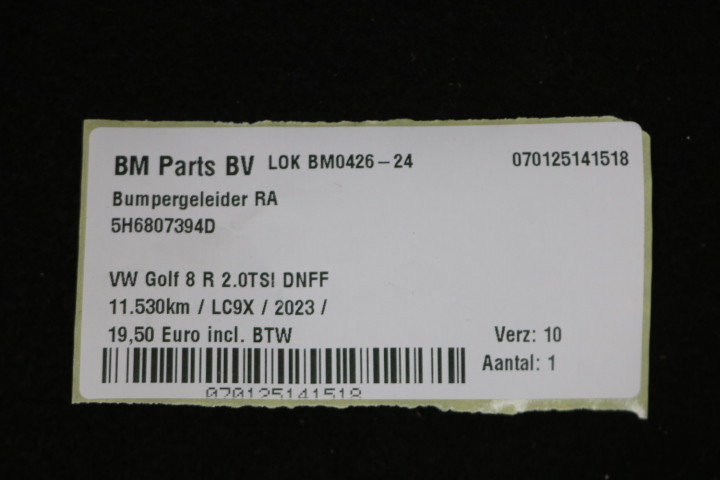 BM Parts BV LOK BM0426-24 070125141518
Bumpergeleider RA
5H6807394D
VW Golf 8 R 2.0TSI DNFF
11.530km / LC9X / 2023 /
19,50 Euro incl. BTW Verz: 10
Aantal: 1
070125141518